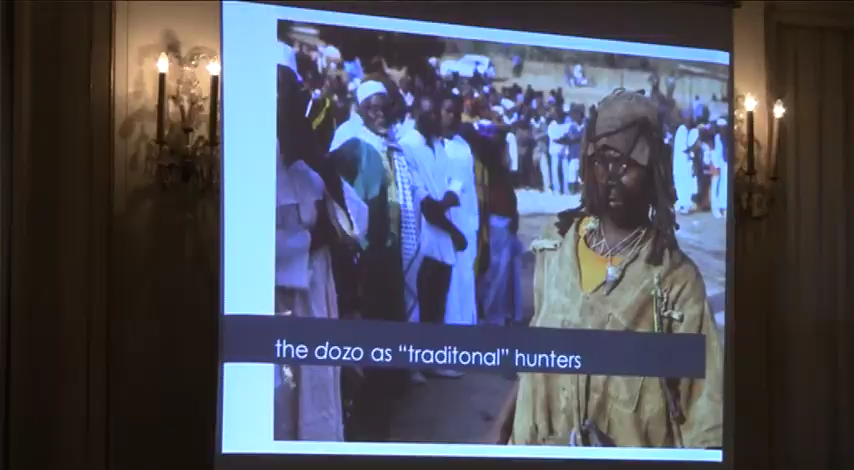 the dozo as “traditonal” hunters